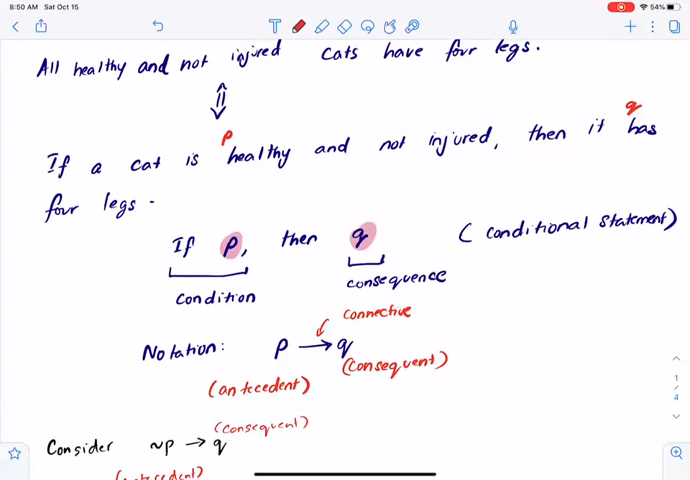 8:50 AM Sat Oct 15
54%
All healthy and not injured cats have four legs.
p q
If a cat is healthy and not injured, then it has
four legs.
If p, then q (conditional statement)
condition consequence
connective
Notation: p → q
(antecedent) (consequent)
(consequent)
Consider ~p → q
(antecedent)
1
/
4